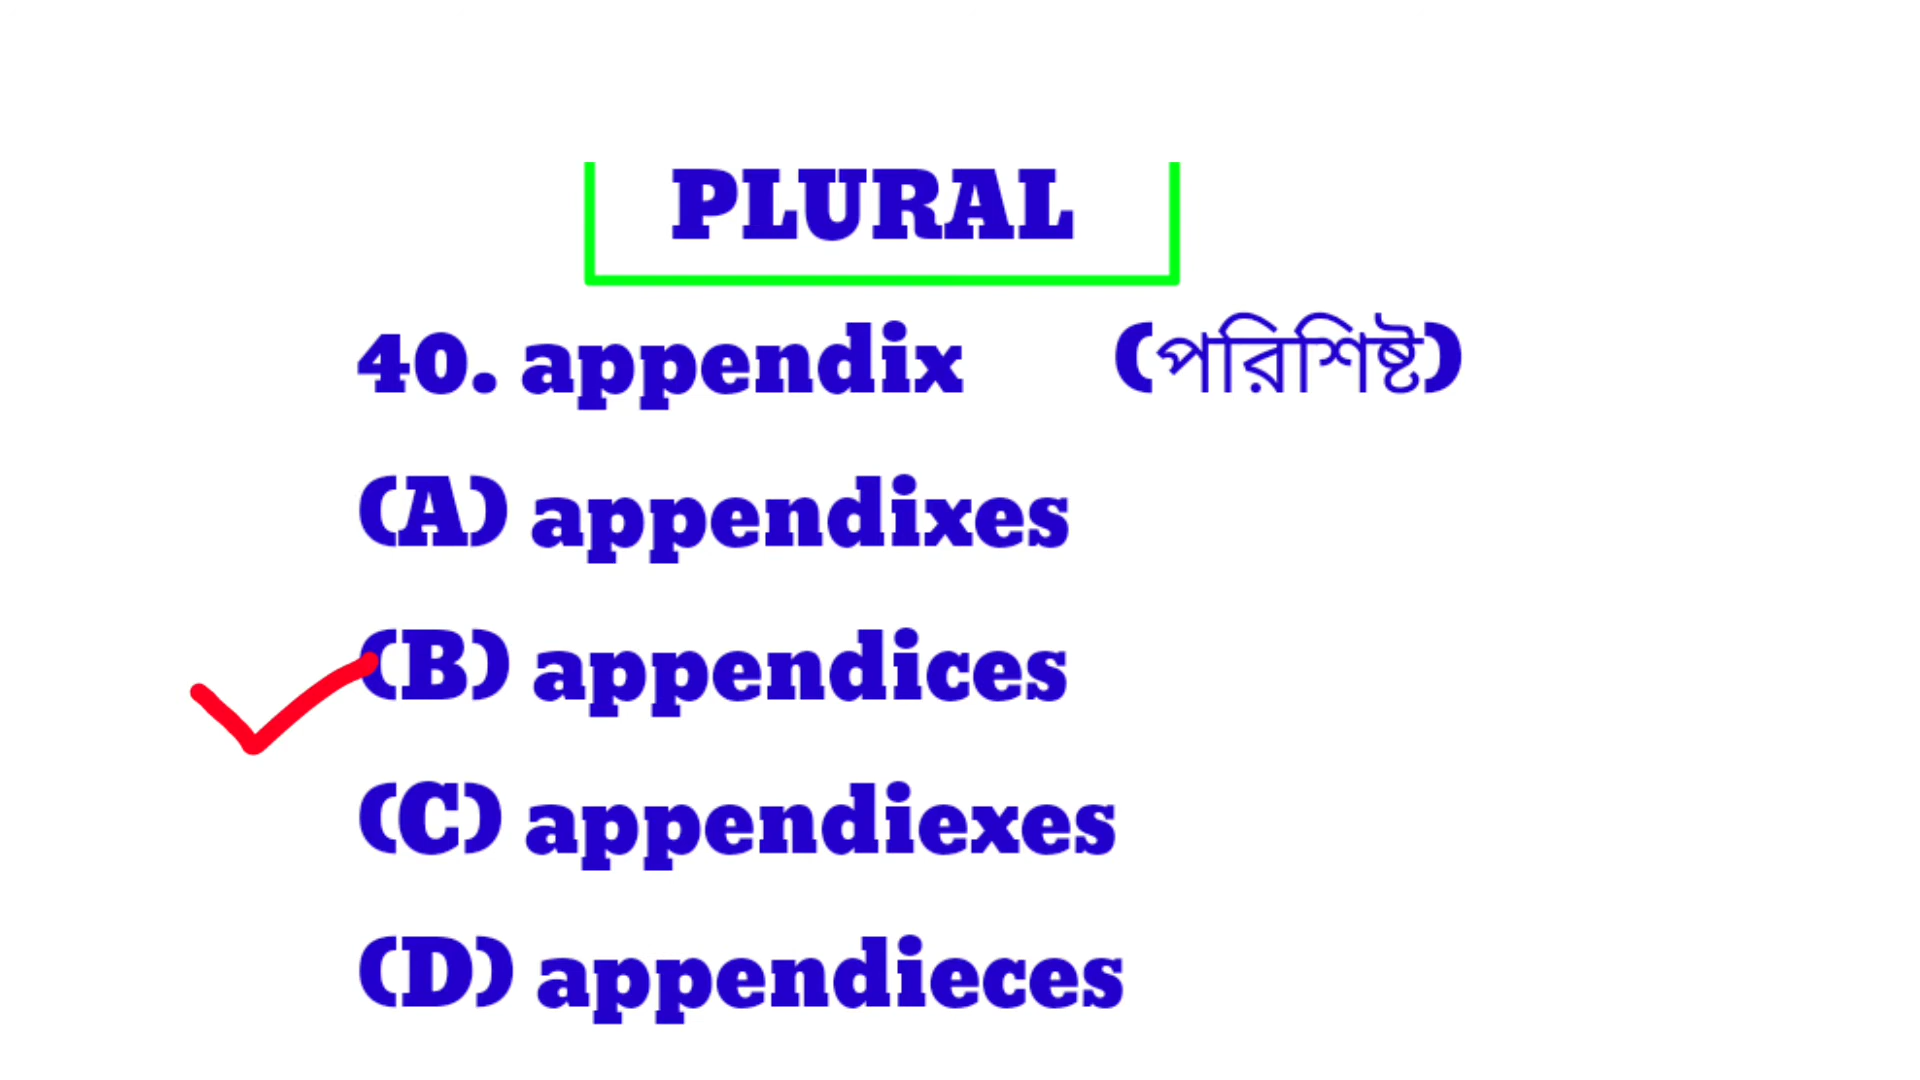 PLURAL
40. appendix (পরিশিষ্ট)
(A) appendixes
(B) appendices
(C) appendiexes
(D) appendieces